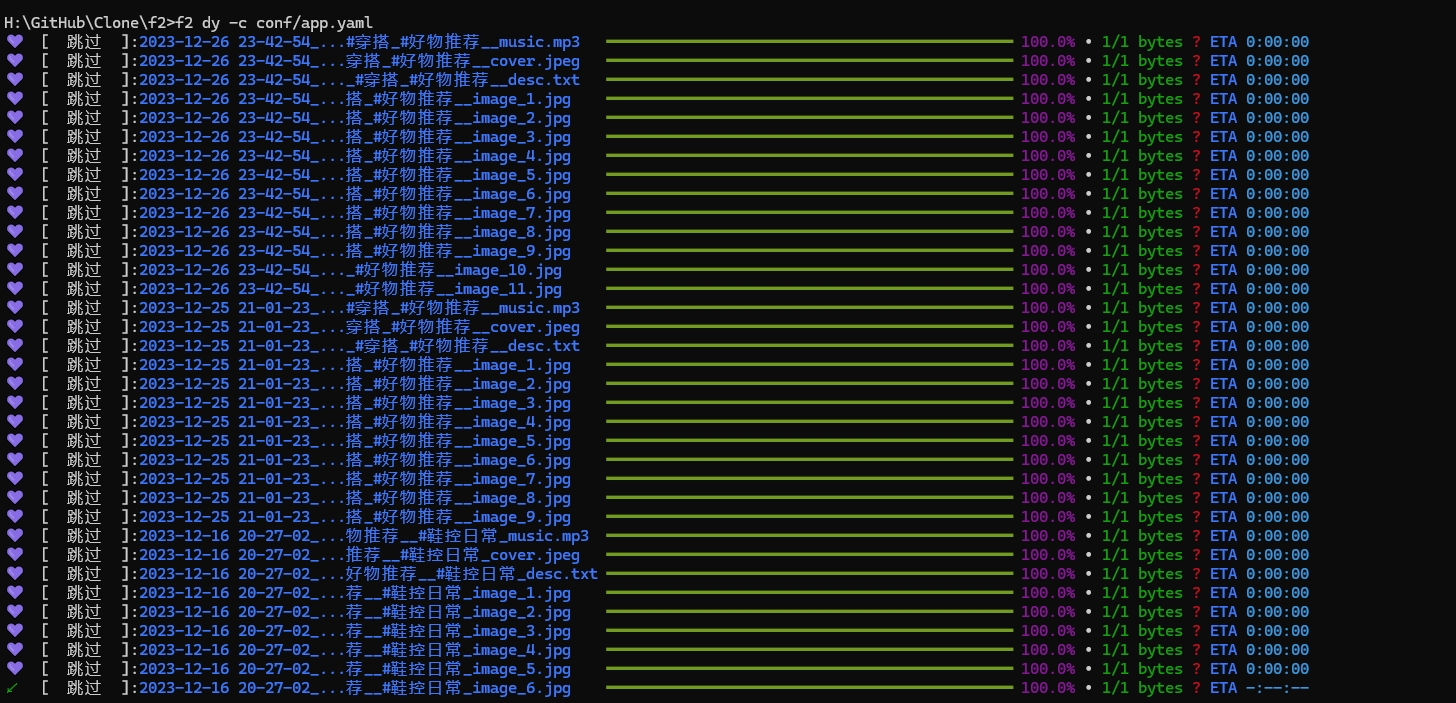 H:\GitHub\Clone\f2>f2 dy -c conf/app.yaml
💜 [ 跳过 ]:2023-12-26 23-42-54_...#穿搭_#好物推荐__music.mp3 100.0% • 1/1 bytes ? ETA 0:00:00
💜 [ 跳过 ]:2023-12-26 23-42-54_...穿搭_#好物推荐__cover.jpeg 100.0% • 1/1 bytes ? ETA 0:00:00
💜 [ 跳过 ]:2023-12-26 23-42-54_..._#穿搭_#好物推荐__desc.txt 100.0% • 1/1 bytes ? ETA 0:00:00
💜 [ 跳过 ]:2023-12-26 23-42-54_...搭_#好物推荐__image_1.jpg 100.0% • 1/1 bytes ? ETA 0:00:00
💜 [ 跳过 ]:2023-12-26 23-42-54_...搭_#好物推荐__image_2.jpg 100.0% • 1/1 bytes ? ETA 0:00:00
💜 [ 跳过 ]:2023-12-26 23-42-54_...搭_#好物推荐__image_3.jpg 100.0% • 1/1 bytes ? ETA 0:00:00
💜 [ 跳过 ]:2023-12-26 23-42-54_...搭_#好物推荐__image_4.jpg 100.0% • 1/1 bytes ? ETA 0:00:00
💜 [ 跳过 ]:2023-12-26 23-42-54_...搭_#好物推荐__image_5.jpg 100.0% • 1/1 bytes ? ETA 0:00:00
💜 [ 跳过 ]:2023-12-26 23-42-54_...搭_#好物推荐__image_6.jpg 100.0% • 1/1 bytes ? ETA 0:00:00
💜 [ 跳过 ]:2023-12-26 23-42-54_...搭_#好物推荐__image_7.jpg 100.0% • 1/1 bytes ? ETA 0:00:00
💜 [ 跳过 ]:2023-12-26 23-42-54_...搭_#好物推荐__image_8.jpg 100.0% • 1/1 bytes ? ETA 0:00:00
💜 [ 跳过 ]:2023-12-26 23-42-54_...搭_#好物推荐__image_9.jpg 100.0% • 1/1 bytes ? ETA 0:00:00
💜 [ 跳过 ]:2023-12-26 23-42-54_..._#好物推荐__image_10.jpg 100.0% • 1/1 bytes ? ETA 0:00:00
💜 [ 跳过 ]:2023-12-26 23-42-54_..._#好物推荐__image_11.jpg 100.0% • 1/1 bytes ? ETA 0:00:00
💜 [ 跳过 ]:2023-12-25 21-01-23_...#穿搭_#好物推荐__music.mp3 100.0% • 1/1 bytes ? ETA 0:00:00
💜 [ 跳过 ]:2023-12-25 21-01-23_...穿搭_#好物推荐__cover.jpeg 100.0% • 1/1 bytes ? ETA 0:00:00
💜 [ 跳过 ]:2023-12-25 21-01-23_..._#穿搭_#好物推荐__desc.txt 100.0% • 1/1 bytes ? ETA 0:00:00
💜 [ 跳过 ]:2023-12-25 21-01-23_...搭_#好物推荐__image_1.jpg 100.0% • 1/1 bytes ? ETA 0:00:00
💜 [ 跳过 ]:2023-12-25 21-01-23_...搭_#好物推荐__image_2.jpg 100.0% • 1/1 bytes ? ETA 0:00:00
💜 [ 跳过 ]:2023-12-25 21-01-23_...搭_#好物推荐__image_3.jpg 100.0% • 1/1 bytes ? ETA 0:00:00
💜 [ 跳过 ]:2023-12-25 21-01-23_...搭_#好物推荐__image_4.jpg 100.0% • 1/1 bytes ? ETA 0:00:00
💜 [ 跳过 ]:2023-12-25 21-01-23_...搭_#好物推荐__image_5.jpg 100.0% • 1/1 bytes ? ETA 0:00:00
💜 [ 跳过 ]:2023-12-25 21-01-23_...搭_#好物推荐__image_6.jpg 100.0% • 1/1 bytes ? ETA 0:00:00
💜 [ 跳过 ]:2023-12-25 21-01-23_...搭_#好物推荐__image_7.jpg 100.0% • 1/1 bytes ? ETA 0:00:00
💜 [ 跳过 ]:2023-12-25 21-01-23_...搭_#好物推荐__image_8.jpg 100.0% • 1/1 bytes ? ETA 0:00:00
💜 [ 跳过 ]:2023-12-25 21-01-23_...搭_#好物推荐__image_9.jpg 100.0% • 1/1 bytes ? ETA 0:00:00
💜 [ 跳过 ]:2023-12-16 20-27-02_...物推荐__#鞋控日常_music.mp3 100.0% • 1/1 bytes ? ETA 0:00:00
💜 [ 跳过 ]:2023-12-16 20-27-02_...推荐__#鞋控日常_cover.jpeg 100.0% • 1/1 bytes ? ETA 0:00:00
💜 [ 跳过 ]:2023-12-16 20-27-02_...好物推荐__#鞋控日常_desc.txt 100.0% • 1/1 bytes ? ETA 0:00:00
💜 [ 跳过 ]:2023-12-16 20-27-02_...荐__#鞋控日常_image_1.jpg 100.0% • 1/1 bytes ? ETA 0:00:00
💜 [ 跳过 ]:2023-12-16 20-27-02_...荐__#鞋控日常_image_2.jpg 100.0% • 1/1 bytes ? ETA 0:00:00
💜 [ 跳过 ]:2023-12-16 20-27-02_...荐__#鞋控日常_image_3.jpg 100.0% • 1/1 bytes ? ETA 0:00:00
💜 [ 跳过 ]:2023-12-16 20-27-02_...荐__#鞋控日常_image_4.jpg 100.0% • 1/1 bytes ? ETA 0:00:00
💜 [ 跳过 ]:2023-12-16 20-27-02_...荐__#鞋控日常_image_5.jpg 100.0% • 1/1 bytes ? ETA 0:00:00
[ 跳过 ]:2023-12-16 20-27-02_...荐__#鞋控日常_image_6.jpg 100.0% • 1/1 bytes ? ETA -:--:--